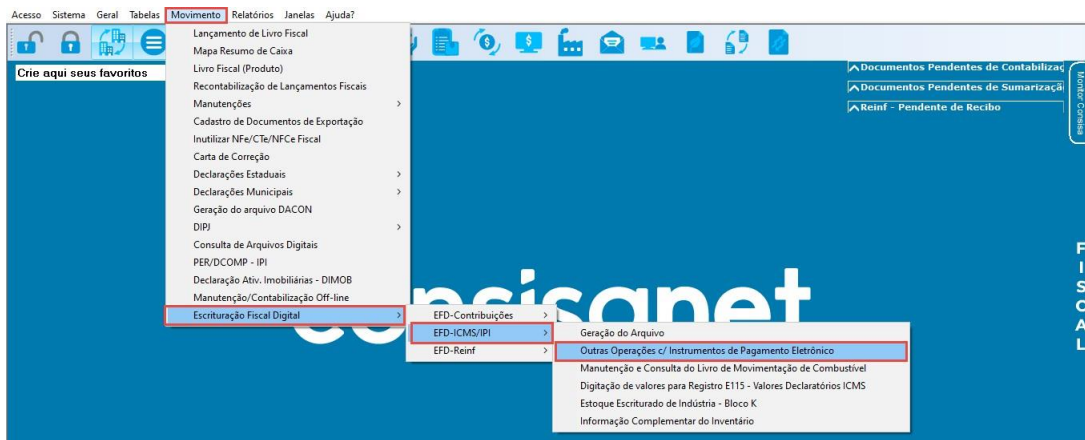 Acesso Sistema Geral Tabelas Movimento Relatórios Janelas Ajuda?
Crie aqui seus favoritos
Lançamento de Livro Fiscal
Mapa Resumo de Caixa
Livro Fiscal (Produto)
Recontabilização de Lançamentos Fiscais
Manutenções
Cadastro de Documentos de Exportação
Inutilizar NFe/CTe/NFCe Fiscal
Carta de Correção
Declarações Estaduais
Declarações Municipais
Geração do arquivo DACON
DIPJ
Consulta de Arquivos Digitais
PER/DCOMP - IPI
Declaração Ativ. Imobiliárias - DIMOB
Manutenção/Contabilização Off-line
Escrituração Fiscal Digital
EFD-Contribuições
EFD-ICMS/IPI
EFD-Reinf
Geração do Arquivo
Outras Operações c/ Instrumentos de Pagamento Eletrônico
Manutenção e Consulta do Livro de Movimentação de Combustível
Digitação de valores para Registro E115 - Valores Declaratórios ICMS
Estoque Escriturado de Indústria - Bloco K
Informação Complementar do Inventário
Documentos Pendentes de Contabilizaç
Documentos Pendentes de Sumarizaçã
Reinf - Pendente de Recibo
Monitor Consisa
consisanet
FISCAL